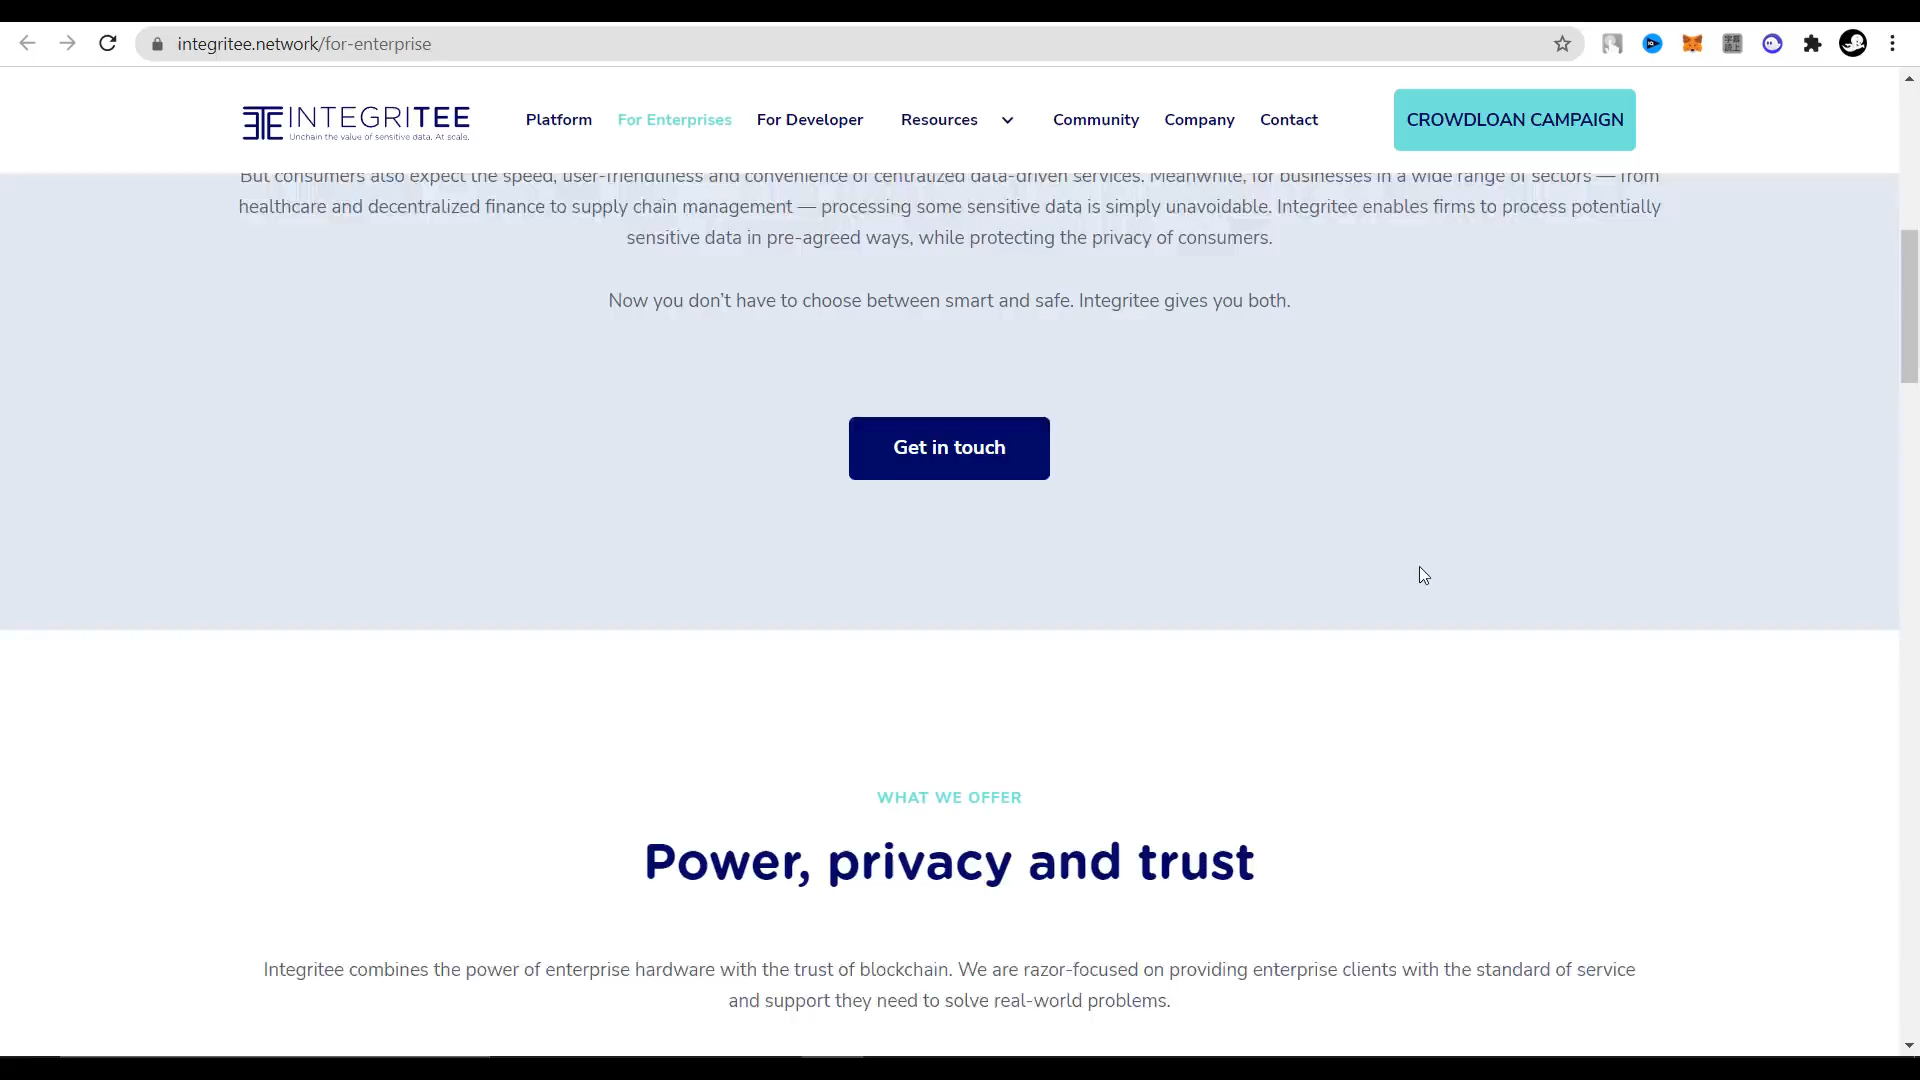 integritee.network/for-enterprise
INTEGRITEE
Unchain the value of sensitive data. At scale.
Platform
For Enterprises
For Developer
Resources
Community
Company
Contact
CROWDLOAN CAMPAIGN
But consumers also expect the speed, user-friendliness and convenience of centralized data-driven services. Meanwhile, for businesses in a wide range of sectors — from
healthcare and decentralized finance to supply chain management — processing some sensitive data is simply unavoidable. Integritee enables firms to process potentially
sensitive data in pre-agreed ways, while protecting the privacy of consumers.
Now you don’t have to choose between smart and safe. Integritee gives you both.
Get in touch
WHAT WE OFFER
Power, privacy and trust
Integritee combines the power of enterprise hardware with the trust of blockchain. We are razor-focused on providing enterprise clients with the standard of service
and support they need to solve real-world problems.